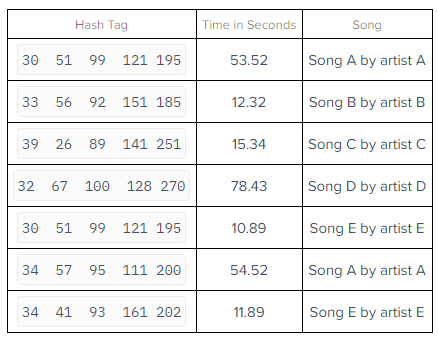 Hash Tag Time in Seconds Song
30 51 99 121 195 53.52 Song A by artist A
33 56 92 151 185 12.32 Song B by artist B
39 26 89 141 251 15.34 Song C by artist C
32 67 100 128 270 78.43 Song D by artist D
30 51 99 121 195 10.89 Song E by artist E
34 57 95 111 200 54.52 Song A by artist A
34 41 93 161 202 11.89 Song E by artist E